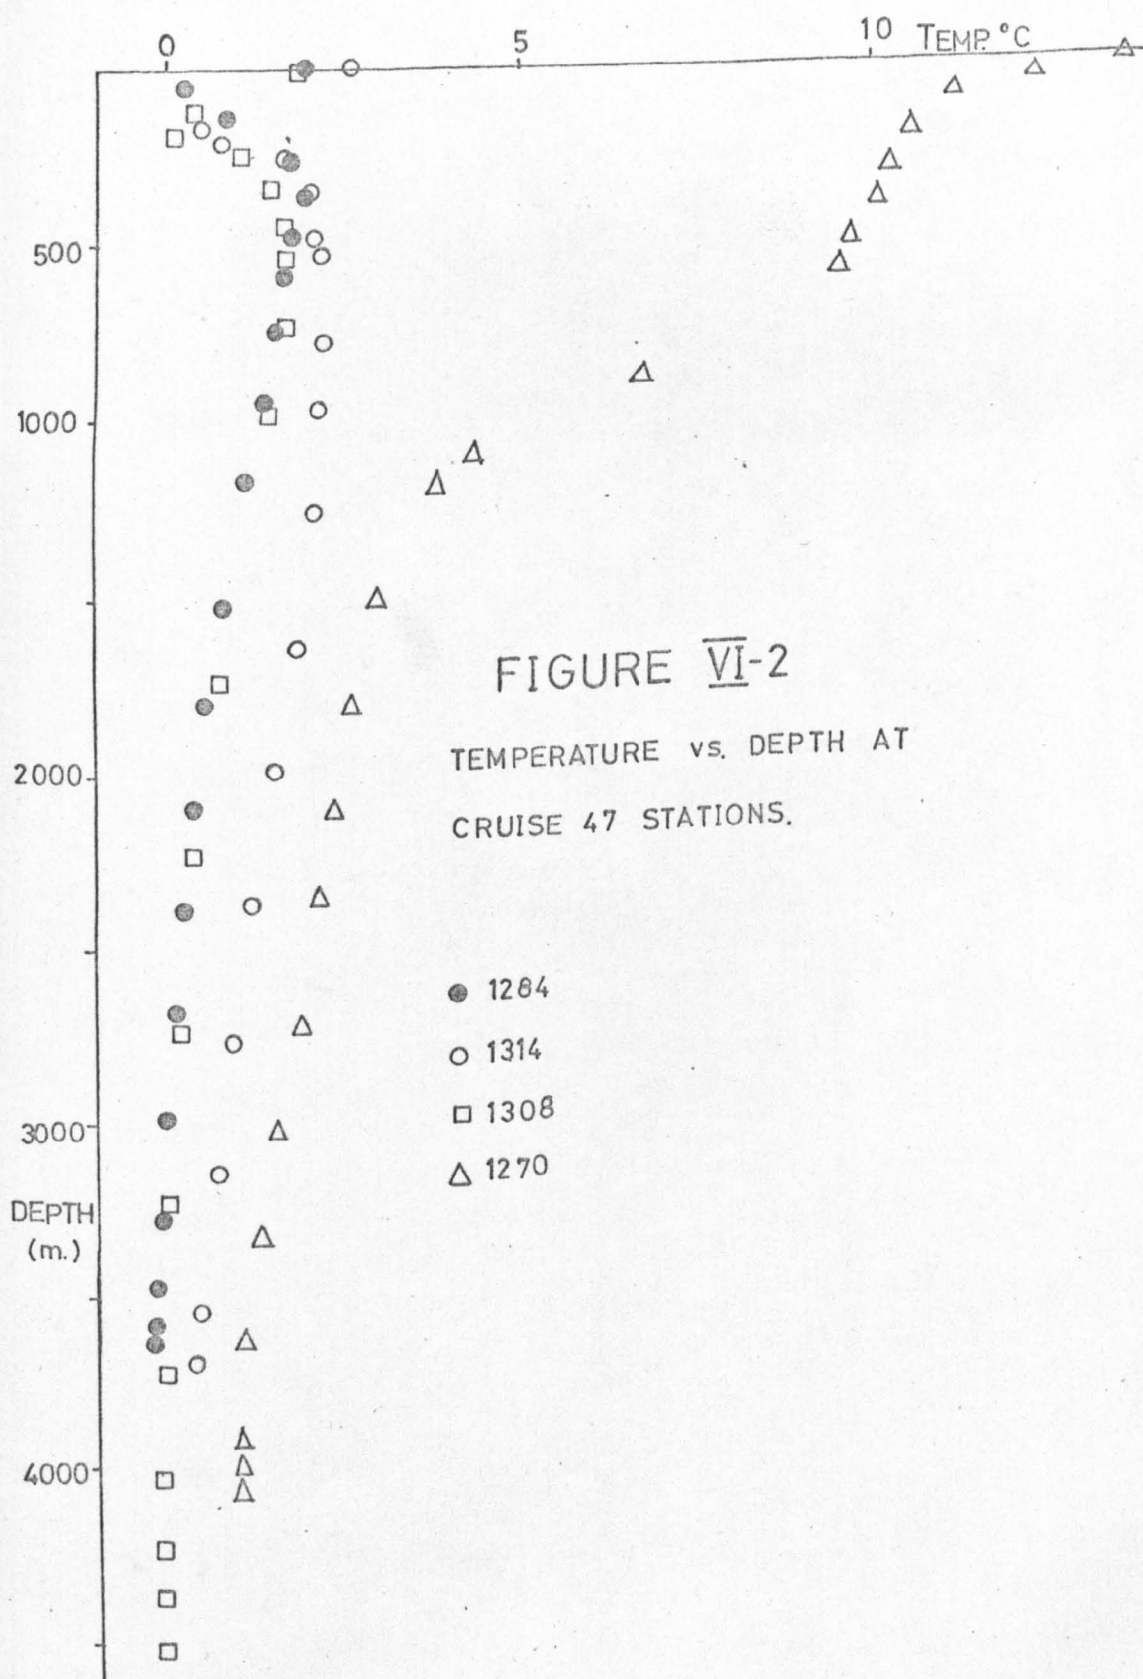 0
5
10 TEMP. °C
500
1000
2000
3000
DEPTH
(m.)
4000
FIGURE VI-2
TEMPERATURE vs. DEPTH AT
CRUISE 47 STATIONS.
1284
1314
1308
1270